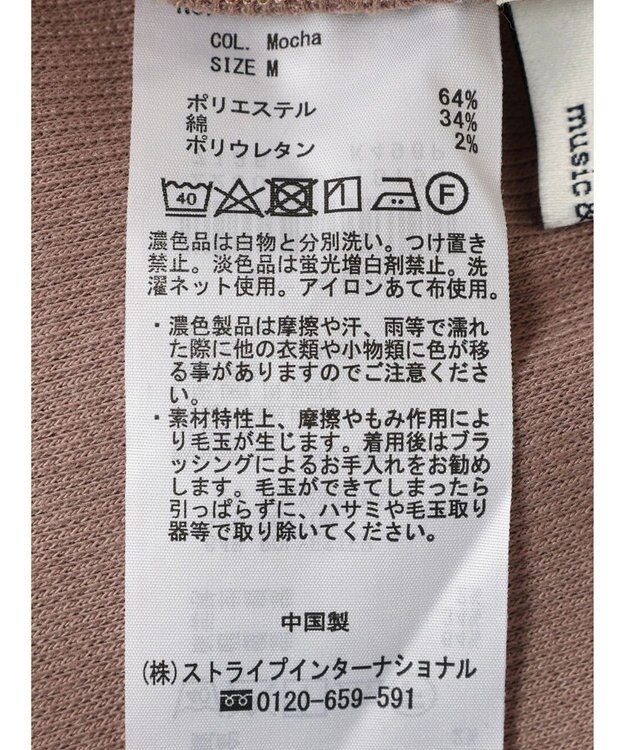 COL. Mocha
SIZE M
ポリエステル 64%
綿 34%
ポリウレタン 2%
40 F
濃色品は白物と分別洗い。つけ置き
禁止。淡色品は蛍光増白剤禁止。洗
濯ネット使用。アイロンあて布使用。
・濃色製品は摩擦や汗、雨等で濡れ
た際に他の衣類や小物類に色が移
る事がありますのでご注意くださ
い。
・素材特性上、摩擦やもみ作用によ
り毛玉が生じます。着用後はブラ
ッシングによるお手入れをお勧め
します。毛玉ができてしまったら
引っぱらずに、ハサミや毛玉取り
器等で取り除いてください。
中国製
(株)ストライプインターナショナル
0120-659-591
music &